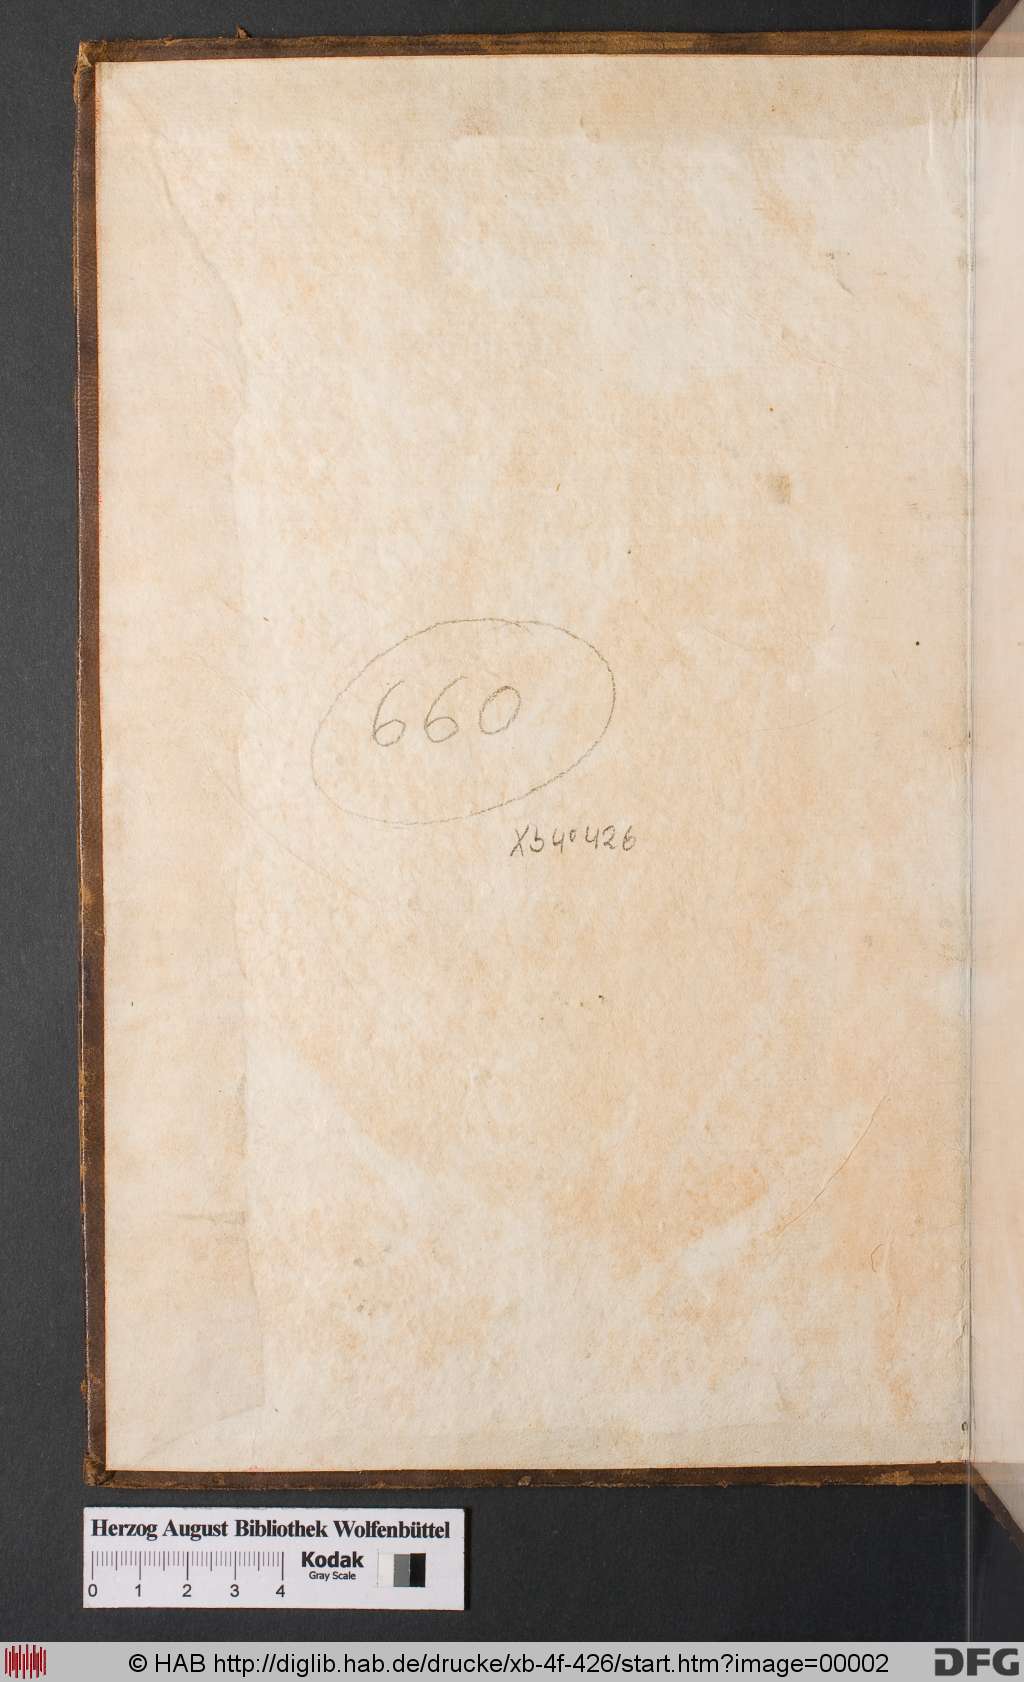 660
Xb 4° 426
Herzog August Bibliothek Wolfenbüttel
Kodak
Gray Scale
0 1 2 3 4
© HAB http://diglib.hab.de/drucke/xb-4f-426/start.htm?image=00002
DFG